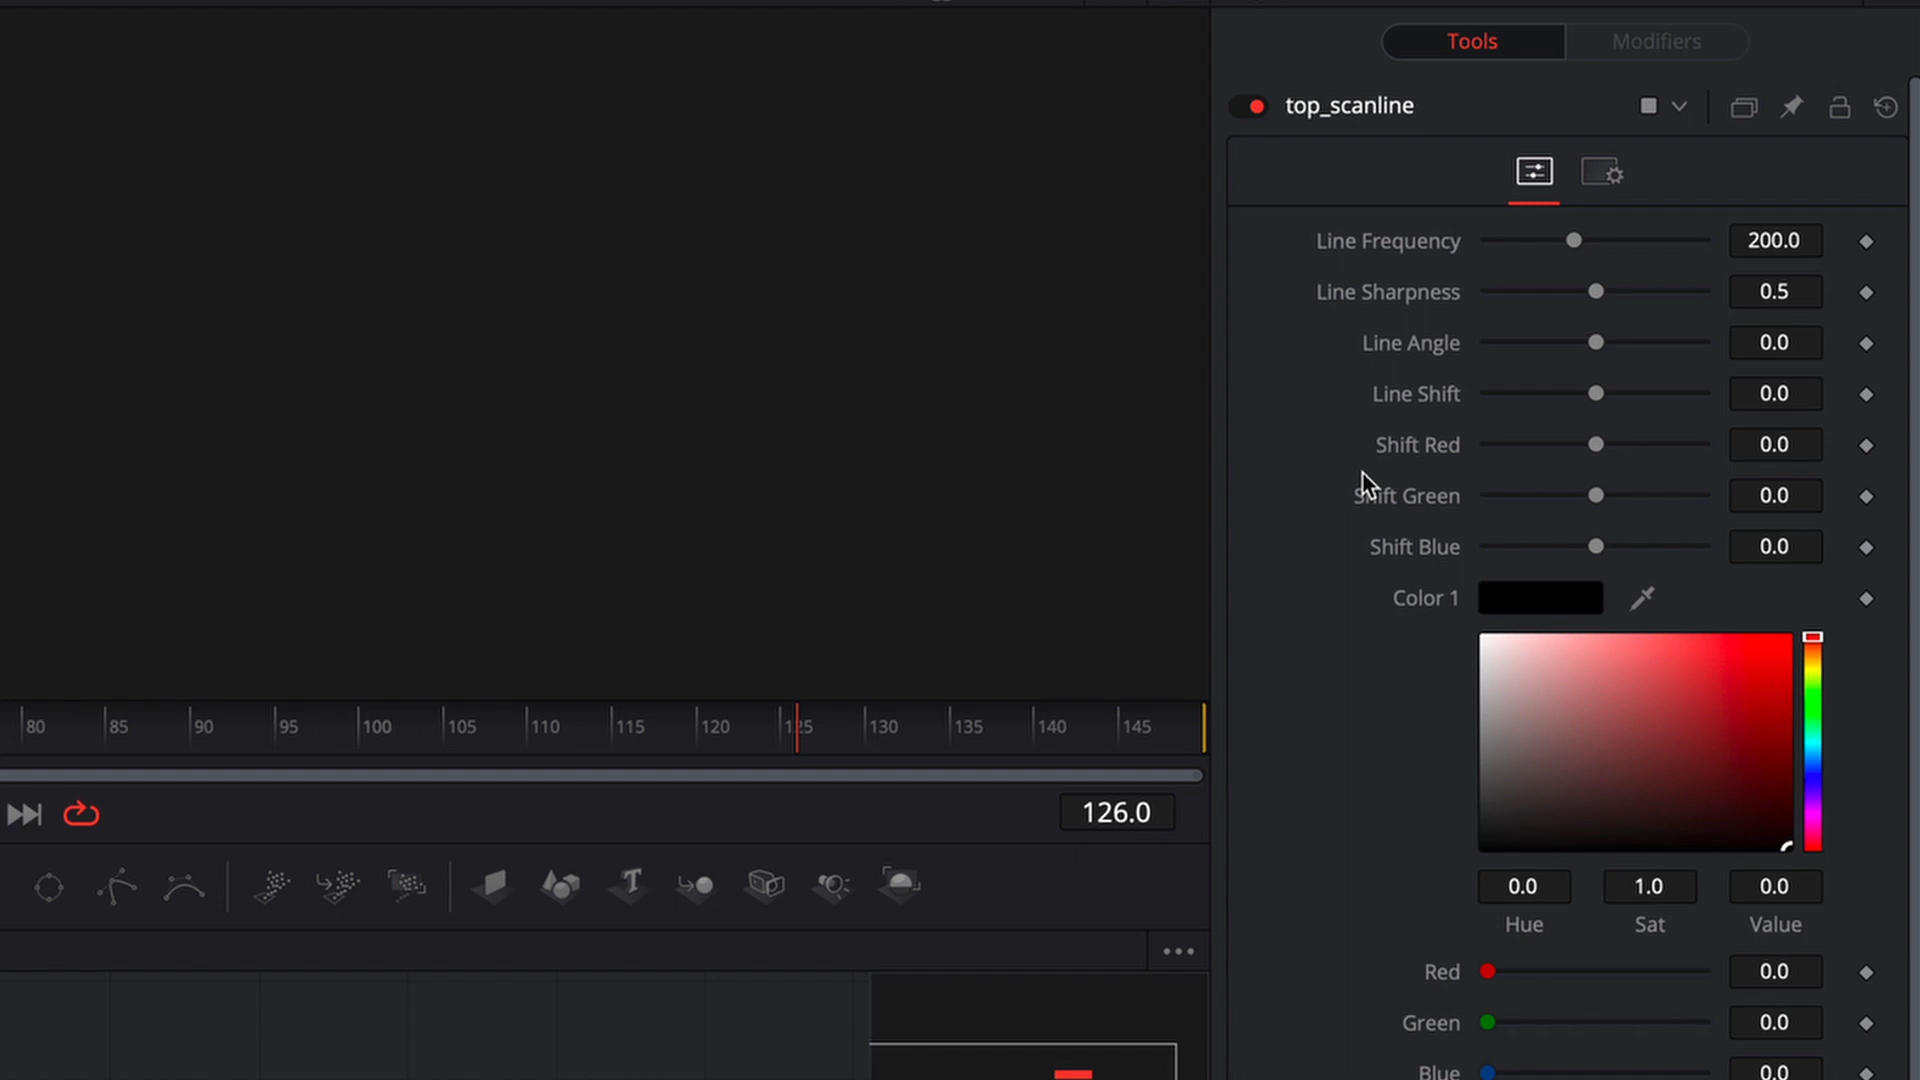 Tools Modifiers
top_scanline
Line Frequency 200.0
Line Sharpness 0.5
Line Angle 0.0
Line Shift 0.0
Shift Red 0.0
Shift Green 0.0
Shift Blue 0.0
Color 1
80 85 90 95 100 105 110 115 120 125 130 135 140 145
126.0
0.0 1.0 0.0
Hue Sat Value
Red 0.0
Green 0.0
Blue 0.0